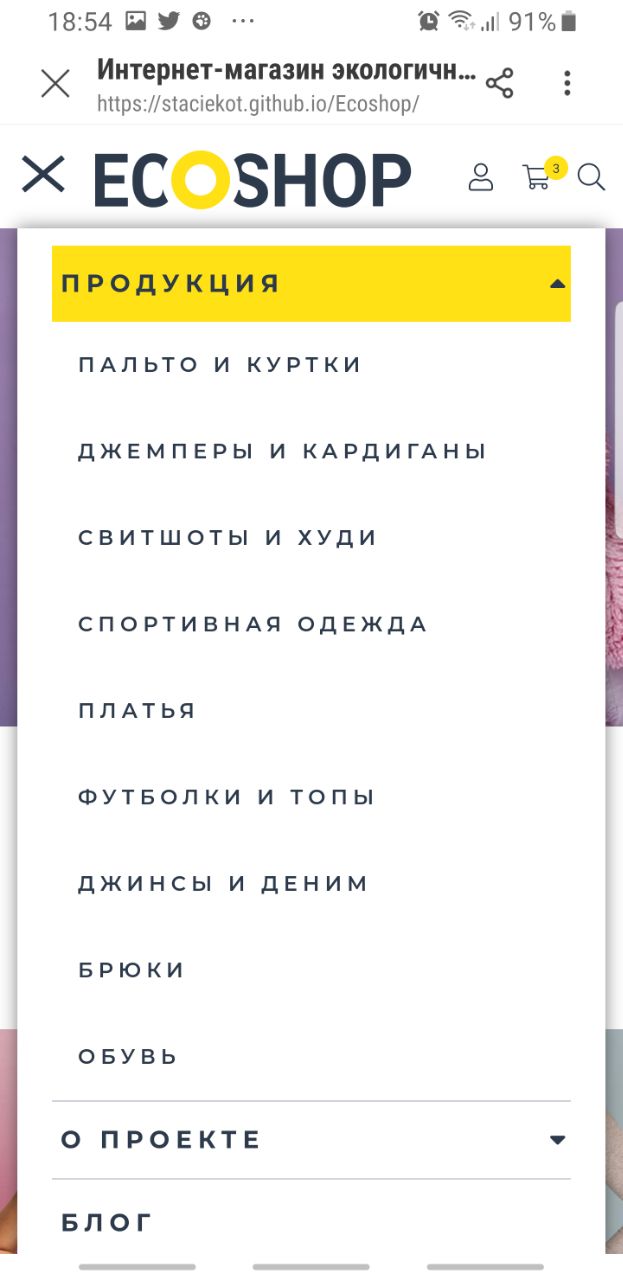 18:54 ... 91%
Интернет-магазин экологичн...
https://staciekot.github.io/Ecoshop/
ECOSHOP 3
ПРОДУКЦИЯ
ПАЛЬТО И КУРТКИ
ДЖЕМПЕРЫ И КАРДИГАНЫ
СВИТШОТЫ И ХУДИ
СПОРТИВНАЯ ОДЕЖДА
ПЛАТЬЯ
ФУТБОЛКИ И ТОПЫ
ДЖИНСЫ И ДЕНИМ
БРЮКИ
ОБУВЬ
О ПРОЕКТЕ
БЛОГ